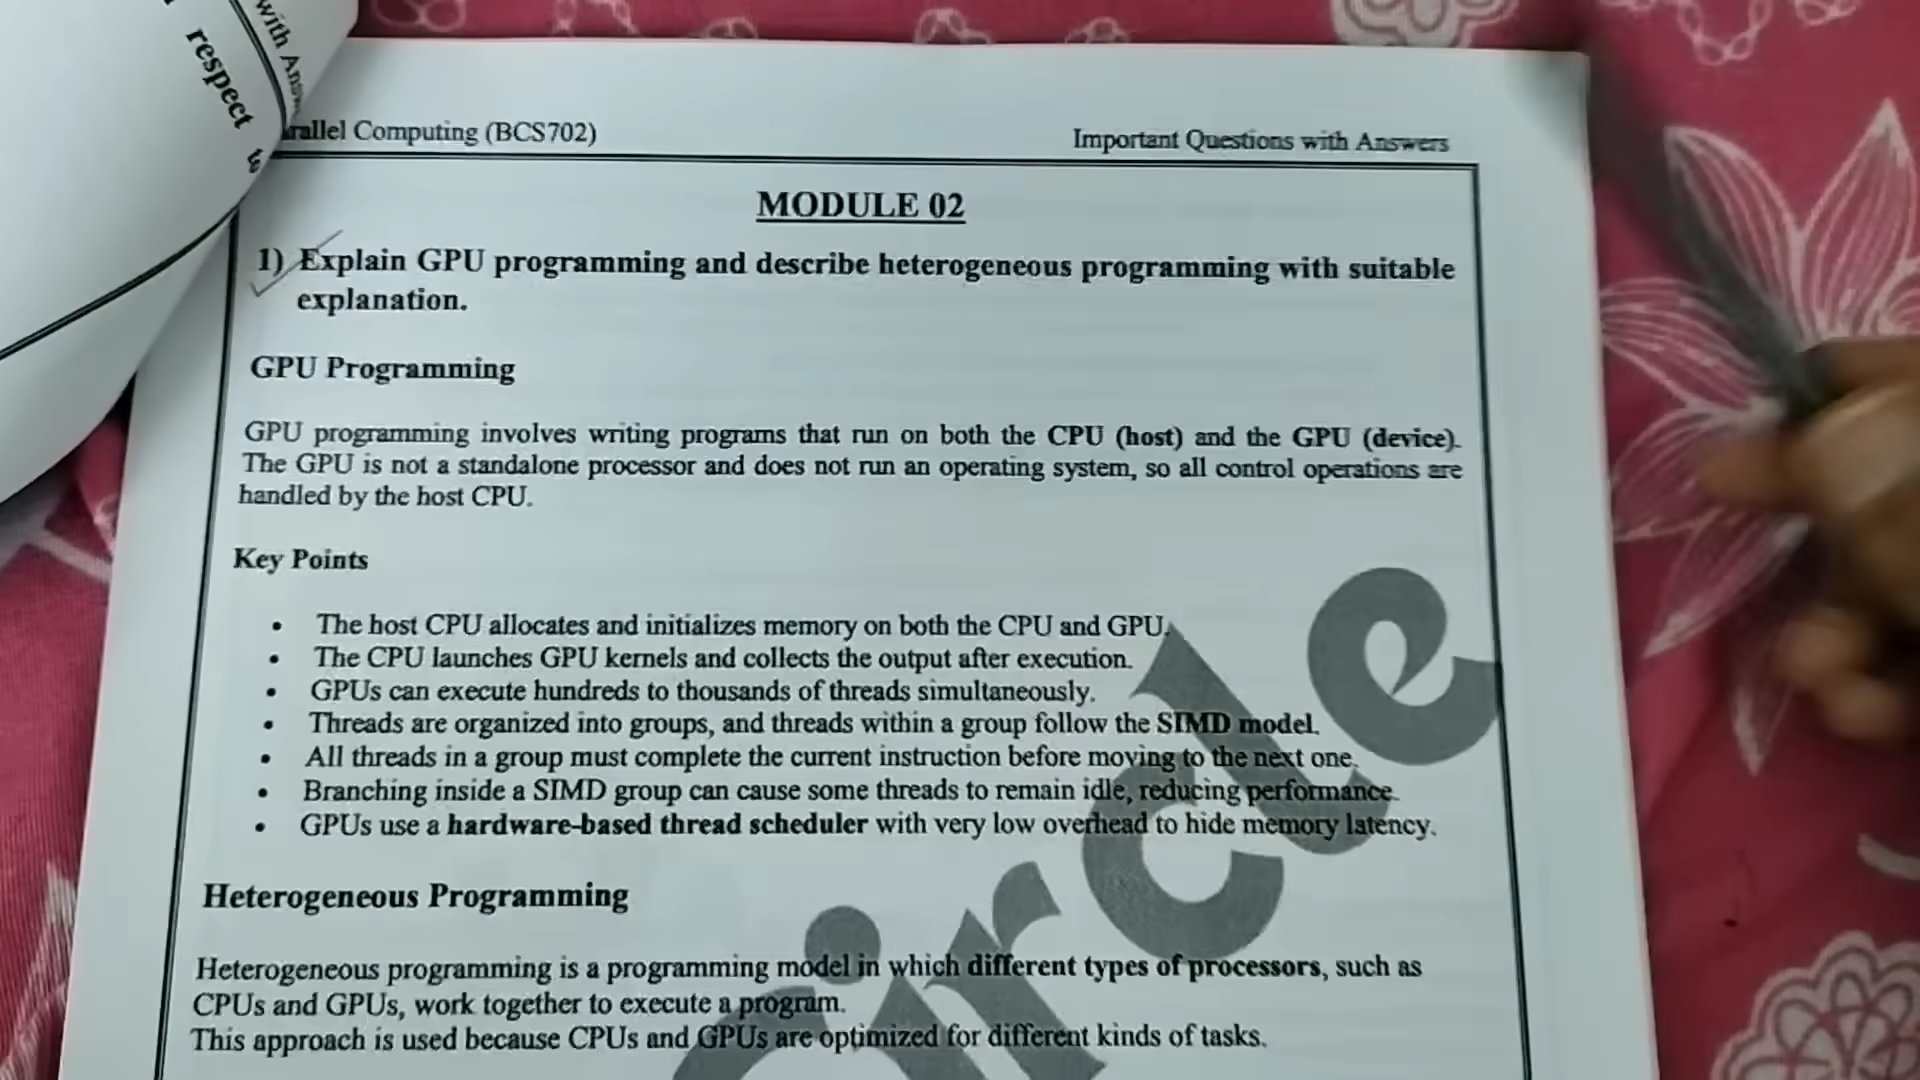 with Answ
respect
to
rallel Computing (BCS702)
Important Questions with Answers
MODULE 02
1) Explain GPU programming and describe heterogeneous programming with suitable
explanation.
GPU Programming
GPU programming involves writing programs that run on both the CPU (host) and the GPU (device).
The GPU is not a standalone processor and does not run an operating system, so all control operations are
handled by the host CPU.
Key Points
• The host CPU allocates and initializes memory on both the CPU and GPU.
• The CPU launches GPU kernels and collects the output after execution.
• GPUs can execute hundreds to thousands of threads simultaneously.
• Threads are organized into groups, and threads within a group follow the SIMD model.
• All threads in a group must complete the current instruction before moving to the next one.
• Branching inside a SIMD group can cause some threads to remain idle, reducing performance.
• GPUs use a hardware-based thread scheduler with very low overhead to hide memory latency.
Heterogeneous Programming
Heterogeneous programming is a programming model in which different types of processors, such as
CPUs and GPUs, work together to execute a program.
This approach is used because CPUs and GPUs are optimized for different kinds of tasks.
ircle